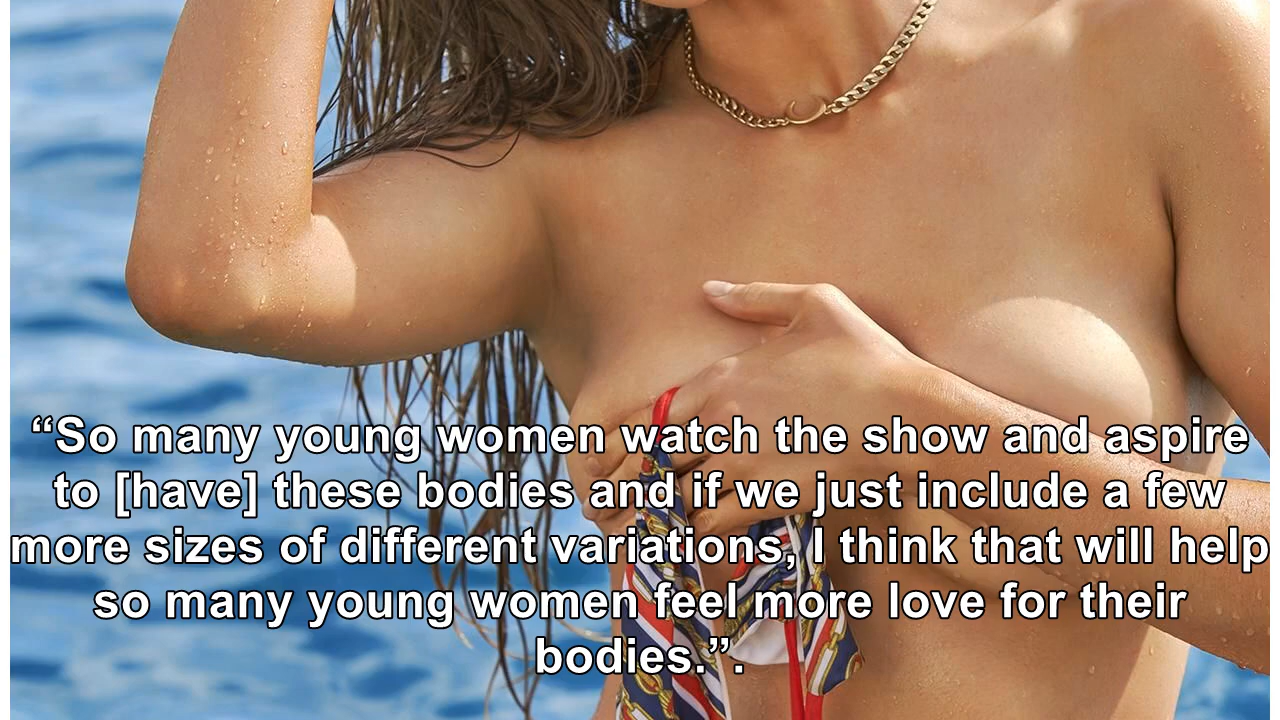 “So many young women watch the show and aspire
to [have] these bodies and if we just include a few
more sizes of different variations, I think that will help
so many young women feel more love for their
bodies.”.